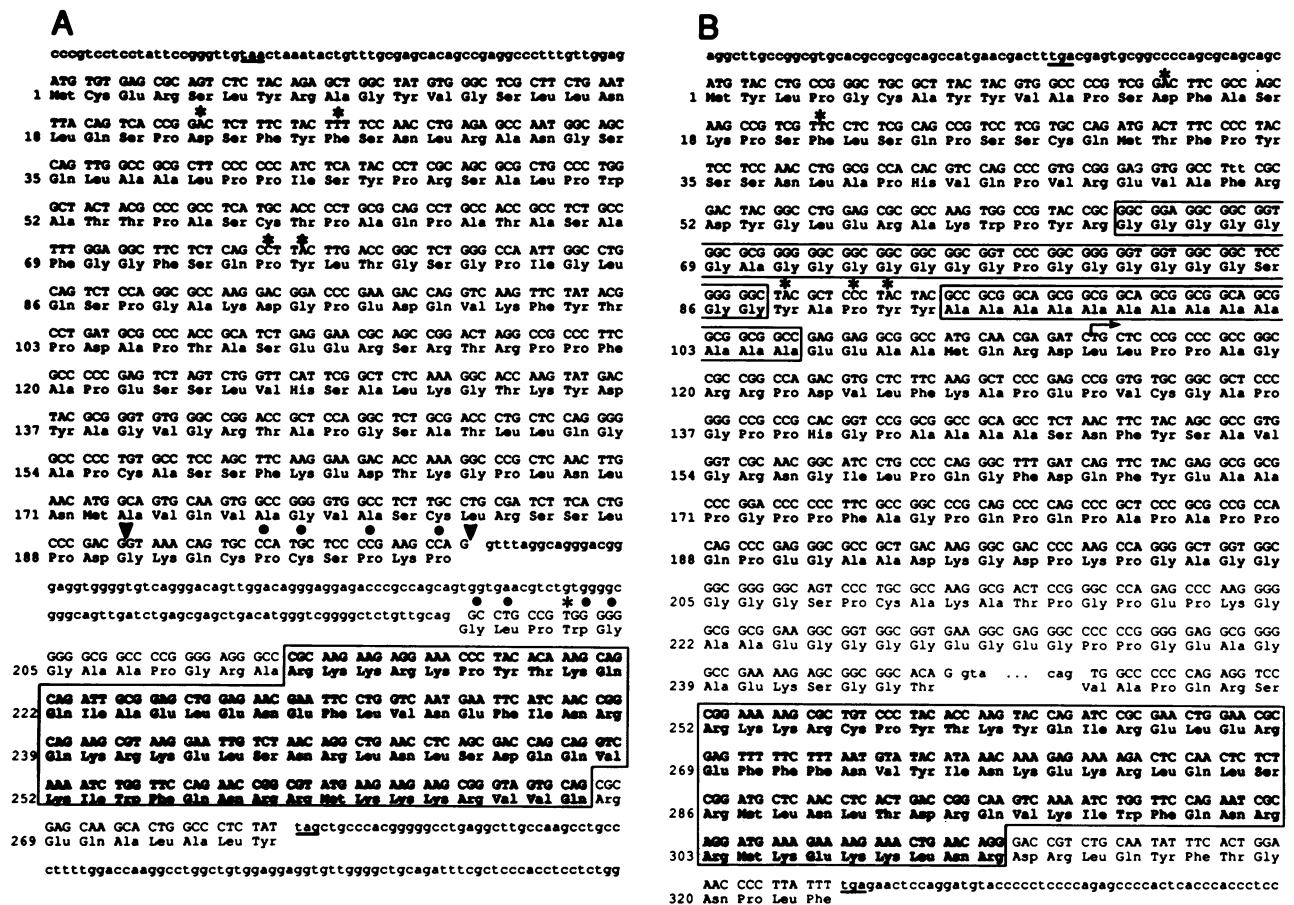 A
cccgtcctcctattccgggttgtaactaaatactgtttgcgagcacagccgaggccctttgttggag
ATG TGT GAG CGC AGT CTC TAC AGA GCT GGC TAT GTG GGC TCG CTT CTG AAT
1 Met Cys Glu Arg Ser Leu Tyr Arg Ala Gly Tyr Val Gly Ser Leu Leu Asn
* *
TTA CAG TCA CCG GAC TCT TTC TAC TTT TCC AAC CTG AGA GCC AAT GGC AGC
18 Leu Gln Ser Pro Asp Ser Phe Tyr Phe Ser Asn Leu Arg Ala Asn Gly Ser
CAG TTG GCC GCG CTT CCC CCC ATC TCA TAC CCT CGC AGC GCG CTG CCC TGG
35 Gln Leu Ala Ala Leu Pro Pro Ile Ser Tyr Pro Arg Ser Ala Leu Pro Trp
GCT ACT ACG CCC GCC TCA TGC ACC CCT GCG CAG CCT GCC ACC GCC TCT GCC
52 Ala Thr Thr Pro Ala Ser Cys Thr Pro Ala Gln Pro Ala Thr Ala Ser Ala
* *
TTT GGA GGC TTC TCT CAG CCT TAC TTG ACC GGC TCT GGG CCA ATT GGC CTG
69 Phe Gly Gly Phe Ser Gln Pro Tyr Leu Thr Gly Ser Gly Pro Ile Gly Leu
CAG TCT CCA GGC GCC AAG GAC GGA CCC GAA GAC CAG GTC AAG TTC TAT ACG
86 Gln Ser Pro Gly Ala Lys Asp Gly Pro Glu Asp Gln Val Lys Phe Tyr Thr
CCT GAT GCG CCC ACC GCA TCT GAG GAA CGC AGC CGG ACT AGG CCG CCC TTC
103 Pro Asp Ala Pro Thr Ala Ser Glu Glu Arg Ser Arg Thr Arg Pro Pro Phe
GCC CCC GAG TCT AGT CTG GTT CAT TCG GCT CTC AAA GGC ACC AAG TAT GAC
120 Ala Pro Glu Ser Ser Leu Val His Ser Ala Leu Lys Gly Thr Lys Tyr Asp
TAC GCG GGT GTG GGC CGG ACC GCT CCA GGC TCT GCG ACC CTG CTC CAG GGG
137 Tyr Ala Gly Val Gly Arg Thr Ala Pro Gly Ser Ala Thr Leu Leu Gln Gly
GCC CCC TGT GCC TCC AGC TTC AAG GAA GAC ACC AAA GGC CCG CTC AAC TTG
154 Ala Pro Cys Ala Ser Ser Phe Lys Glu Asp Thr Lys Gly Pro Leu Asn Leu
AAC ATG GCA GTG CAA GTG GCC GGG GTG GCC TCT TGC CTG CGA TCT TCA CTG
171 Asn Met Ala Val Gln Val Ala Gly Val Ala Ser Cys Leu Arg Ser Ser Leu
CCC GAC GGT AAA CAG TGC CCA TGC TCC CCG AAG CCA G gtttaggcagggacgg
188 Pro Asp Gly Lys Gln Cys Pro Cys Ser Pro Lys Pro
gaggtggggtgtcagggacagttggacagggaggagacccgccagcagtggtgaacgtctgtggggc
gggcagttgatctgagcgagctgacatgggtcggggctctgttgcag GC CTG CCG TGG GGG
Gly Leu Pro Trp Gly
GGG GCG GCC CCG GGG AGG GCC CGC AAG AAG AGG AAA CCC TAC ACA AAG CAG
205 Gly Ala Ala Pro Gly Arg Ala Arg Lys Lys Arg Lys Pro Tyr Thr Lys Gln
CAG ATT GCG GAG CTG GAG AAC GAA TTC CTG GTC AAT GAA TTC ATC AAC CGG
222 Gln Ile Ala Glu Leu Glu Asn Glu Phe Leu Val Asn Glu Phe Ile Asn Arg
CAG AAG CGT AAG GAA TTG TCT AAC AGG CTG AAC CTC AGC GAC CAG CAG GTC
239 Gln Lys Arg Lys Glu Leu Ser Asn Arg Leu Asn Leu Ser Asp Gln Gln Val
AAA ATC TGG TTC CAG AAC CGG CGT ATG AAG AAG AAG CGG GTA GTG CAG CGC
252 Lys Ile Trp Phe Gln Asn Arg Arg Met Lys Lys Lys Arg Val Val Gln Arg
GAG CAA GCA CTG GCC CTC TAT tagctgcccacgggggcctgaggcttgccaagcctgcc
269 Glu Gln Ala Leu Ala Leu Tyr
cttttggaccaaggcctggctgtggaggaggtgttggggctgcagatttcgctcccacctcctctgg
B
aggcttgccggcgtgcacgccgcgcagccatgaacgactttgacgagtgcggccccagcgcagcagc
*
ATG TAC CTG CCG GGC TGC GCT TAC TAC GTG GCC CCG TCG GAC TTC GCC AGC
1 Met Tyr Leu Pro Gly Cys Ala Tyr Tyr Val Ala Pro Ser Asp Phe Ala Ser
*
AAG CCG TCG TTC CTC TCG CAG CCG TCC TCG TGC CAG ATG ACT TTC CCC TAC
18 Lys Pro Ser Phe Leu Ser Gln Pro Ser Ser Cys Gln Met Thr Phe Pro Tyr
TCC TCC AAC CTG GCG CCA CAC GTC CAG CCC GTG CGG GAG GTG GCC Ttt CGC
35 Ser Ser Asn Leu Ala Pro His Val Gln Pro Val Arg Glu Val Ala Phe Arg
GAC TAC GGC CTG GAG CGC GCC AAG TGG CCG TAC CGC GGC GGA GGC GGC GGT
52 Asp Tyr Gly Leu Glu Arg Ala Lys Trp Pro Tyr Arg Gly Gly Gly Gly Gly
GGC GCG GGG GGC GGC GGC GGC GGT CCC GGC GGG GGT GGT GGC GGC TCC
69 Gly Ala Gly Gly Gly Gly Gly Gly Pro Gly Gly Gly Gly Gly Gly Ser
* * *
GGG GGC TAC GCT CCC TAC TAC GCC GCG GCA GCG GCG GCA GCG GCG GCA GCG
86 Gly Gly Tyr Ala Pro Tyr Tyr Ala Ala Ala Ala Ala Ala Ala Ala Ala Ala
GCG GCG GCC GAG GAG GCG GCC ATG CAA CGA GAT CTG CTC CCG CCC GCC GGC
103 Ala Ala Ala Glu Glu Ala Ala Met Gln Arg Asp Leu Leu Pro Pro Ala Gly
CGC CGG CCA GAC GTG CTC TTC AAG GCT CCC GAG CCG GTG TGC GGC GCT CCC
120 Arg Arg Pro Asp Val Leu Phe Lys Ala Pro Glu Pro Val Cys Gly Ala Pro
GGG CCG CCG CAC GGT CCG GCG GCC GCA GCC TCT AAC TTC TAC AGC GCC GTG
137 Gly Pro Pro His Gly Pro Ala Ala Ala Ala Ser Asn Phe Tyr Ser Ala Val
GGT CGC AAC GGC ATC CTG CCC CAG GGC TTT GAT CAG TTC TAC GAG GCG GCG
154 Gly Arg Asn Gly Ile Leu Pro Gln Gly Phe Asp Gln Phe Tyr Glu Ala Ala
CCC GGA CCC CCC TTC GCC GGG CCG CAG CCC CAG CCC GCT CCC GCG CCG CCA
171 Pro Gly Pro Pro Phe Ala Gly Pro Gln Pro Gln Pro Ala Pro Ala Pro Pro
CAG CCC GAG GGC GCC GCT GAC AAG GGC GAC CCC AAG CCA GGG GCT GGT GGC
188 Gln Pro Glu Gly Ala Ala Asp Lys Gly Asp Pro Lys Pro Gly Ala Gly Gly
GGC GGG GGC AGT CCC TGC GCC AAG GCG ACT CCG GGC CCA GAG CCC AAG GGG
205 Gly Gly Gly Ser Pro Cys Ala Lys Ala Thr Pro Gly Pro Glu Pro Lys Gly
GCG GCG GAA GGC GGT GGC GGT GAA GGC GAG GGC CCC CCG GGG GAG GCG GGG
222 Ala Ala Glu Gly Gly Gly Gly Glu Gly Glu Gly Pro Pro Gly Glu Ala Gly
GCC GAA AAG AGC GGC GGC ACA G gta ... cag TG GCC CCC CAG AGG TCC
239 Ala Glu Lys Ser Gly Gly Thr Val Ala Pro Gln Arg Ser
CGG AAA AAG CGC TGT CCC TAC ACC AAG TAC CAG ATC CGC GAA CTG GAA CGC
252 Arg Lys Lys Arg Cys Pro Tyr Thr Lys Tyr Gln Ile Arg Glu Leu Glu Arg
GAG TTT TTC TTT AAT GTA TAC ATA AAC AAA GAG AAA AGA CTC CAA CTC TCT
269 Glu Phe Phe Phe Asn Val Tyr Ile Asn Lys Glu Lys Arg Leu Gln Leu Ser
CGG ATG CTC AAC CTC ACT GAC CGG CAA GTC AAA ATC TGG TTC CAG AAT CGC
286 Arg Met Leu Asn Leu Thr Asp Arg Gln Val Lys Ile Trp Phe Gln Asn Arg
AGG ATG AAA GAA AAG AAA CTG AAC AGG GAC CGT CTG CAA TAT TTC ACT GGA
303 Arg Met Lys Glu Lys Lys Leu Asn Arg Asp Arg Leu Gln Tyr Phe Thr Gly
AAC CCC TTA TTT tgagaactccaggatgtacccccctccccagagccccactcacccaccctcc
320 Asn Pro Leu Phe